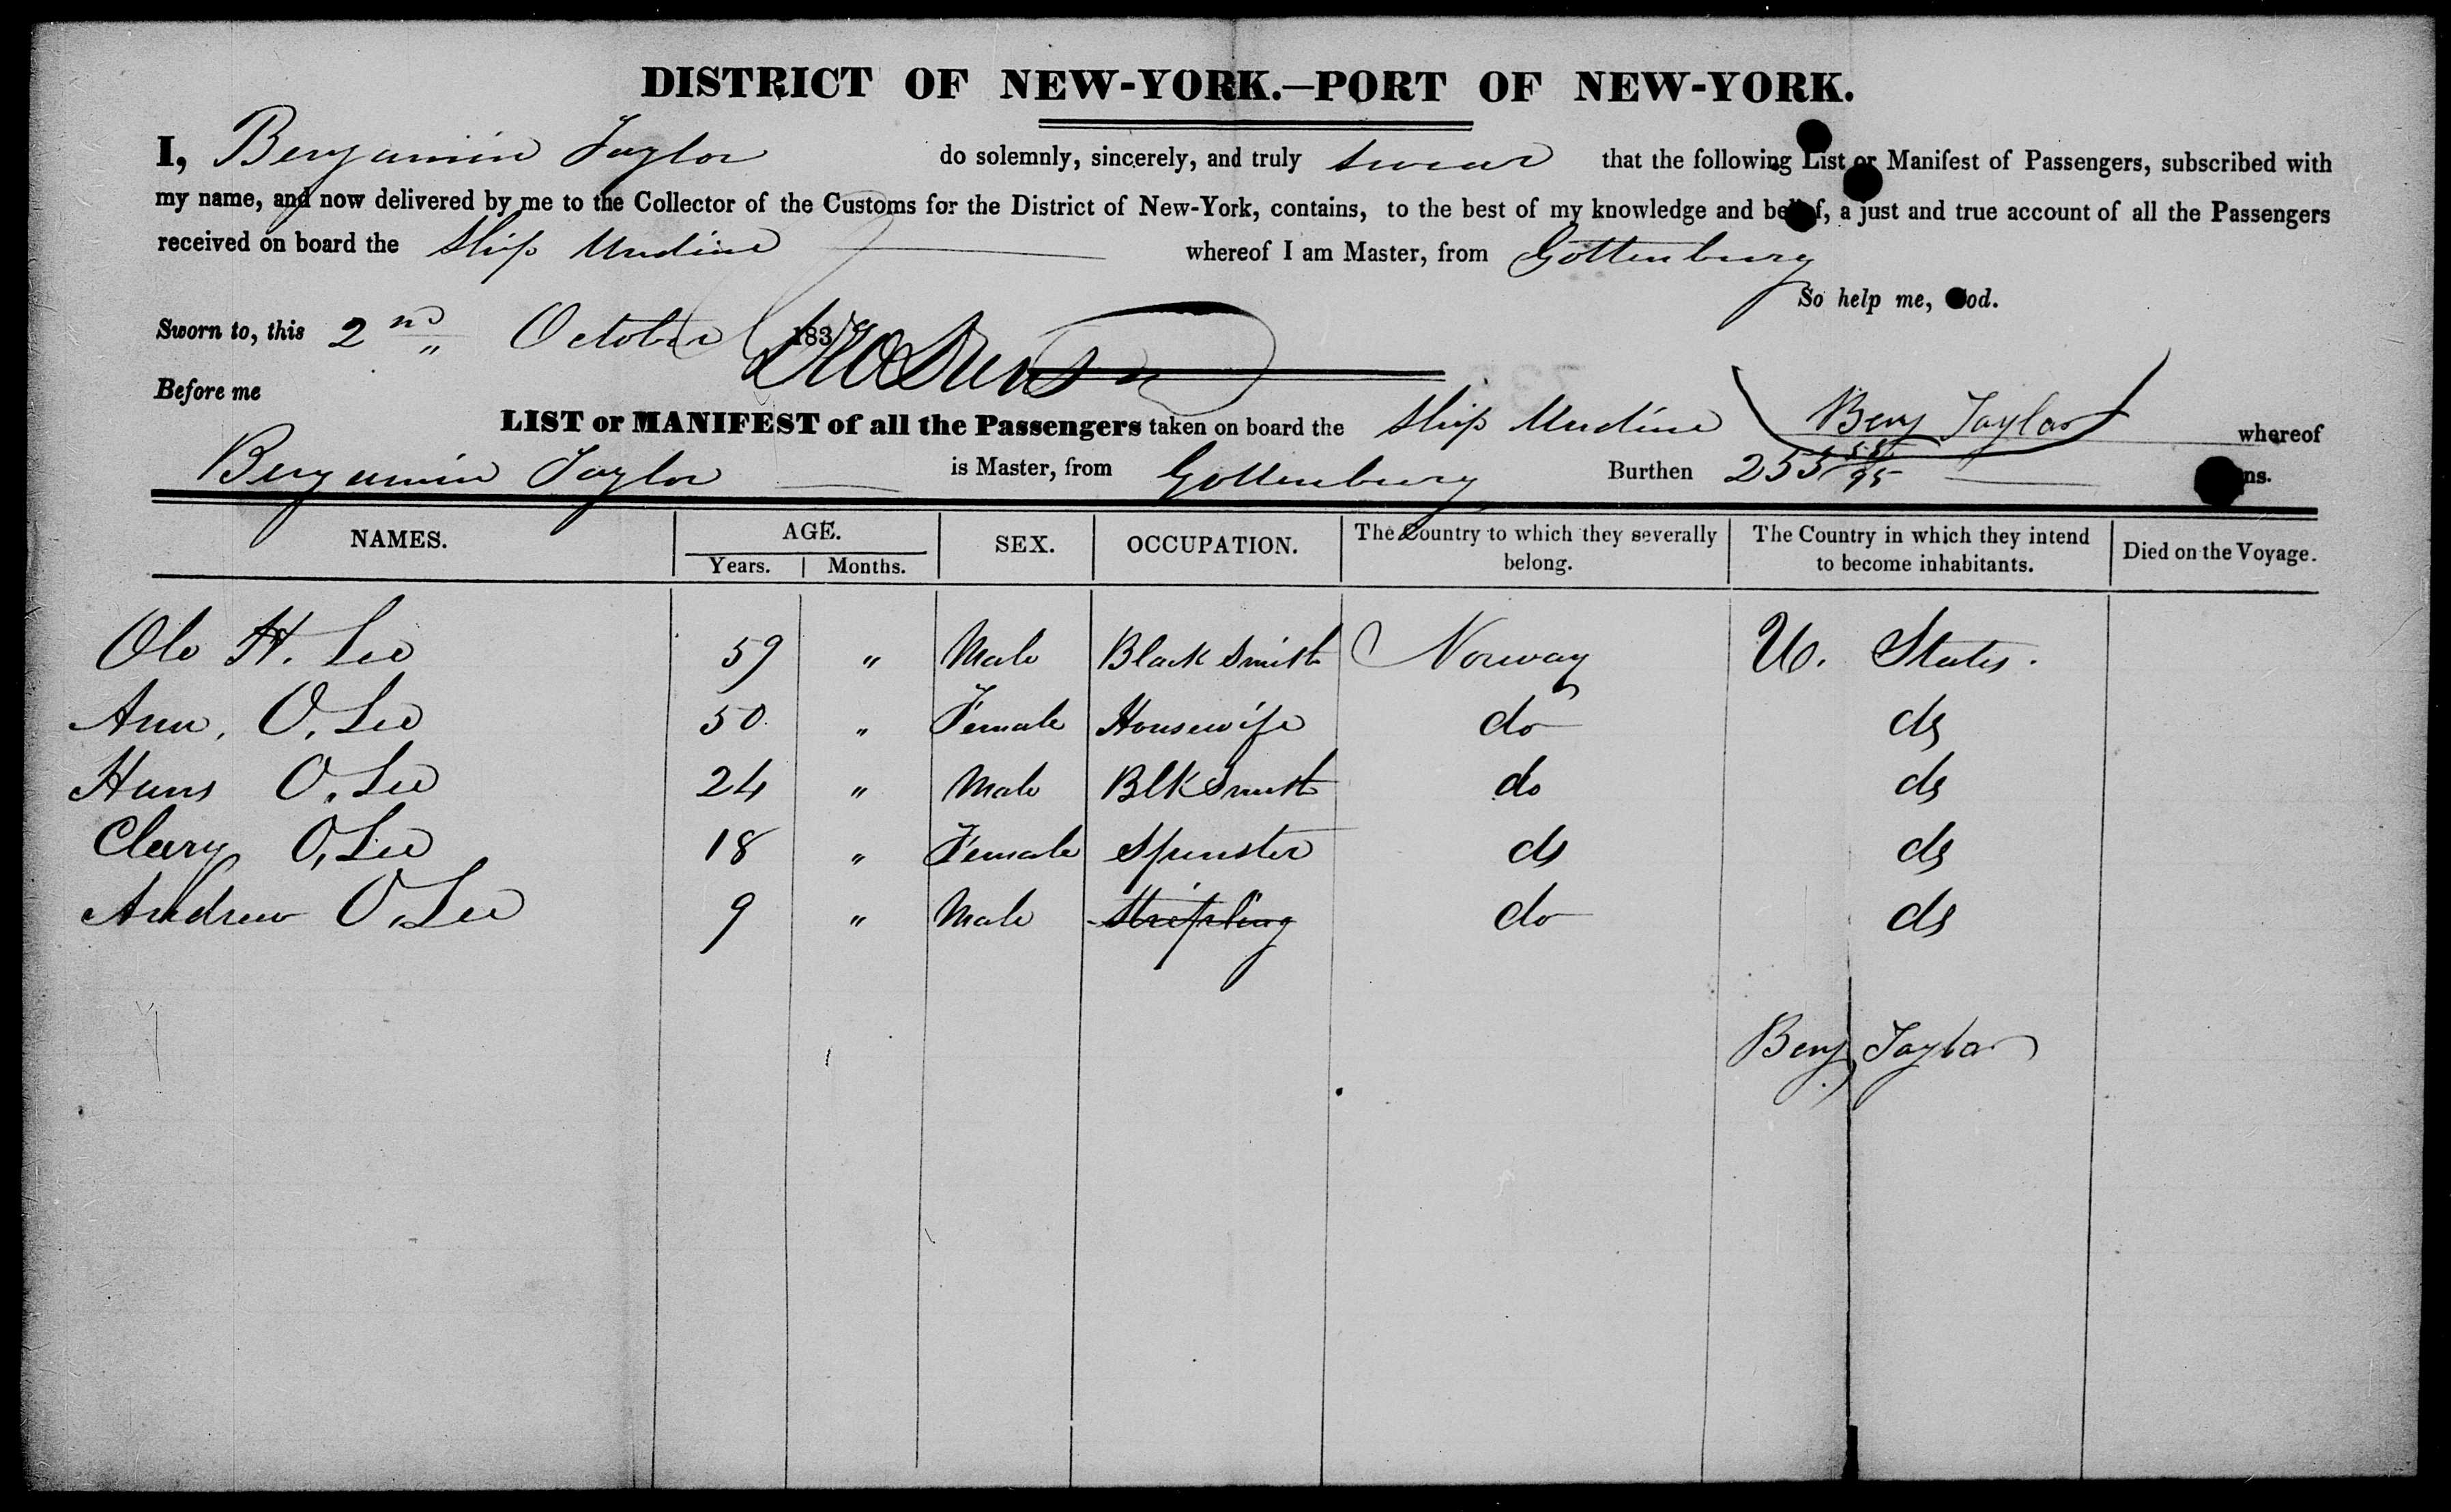 DISTRICT OF NEW-YORK.—PORT OF NEW-YORK.
I, Benjamin Taylor do solemnly, sincerely, and truly swear that the following List or Manifest of Passengers, subscribed with
my name, and now delivered by me to the Collector of the Customs for the District of New-York, contains, to the best of my knowledge and belief, a just and true account of all the Passengers
received on board the Ship Undine whereof I am Master, from Gottenburg
So help me, God.
Sworn to, this 2nd October 183
Before me
Benj Taylor
LIST or MANIFEST of all the Passengers taken on board the Ship Undine whereof
Benjamin Taylor is Master, from Gottenburg Burthen 255 /95 Tons.
NAMES. AGE. SEX. OCCUPATION. The Country to which they severally belong. The Country in which they intend to become inhabitants. Died on the Voyage.
Years. Months.
Ole H. Lee 59 " Male Black Smith Norway U. States.
Ann, O. Lee 50 " Female Housewife do do
Hans O. Lee 24 " Male Blk Smith do do
O. Lee 18 " Female Spinster do do
Andrew O. Lee 9 " Male Stripling do do
Benj Taylor